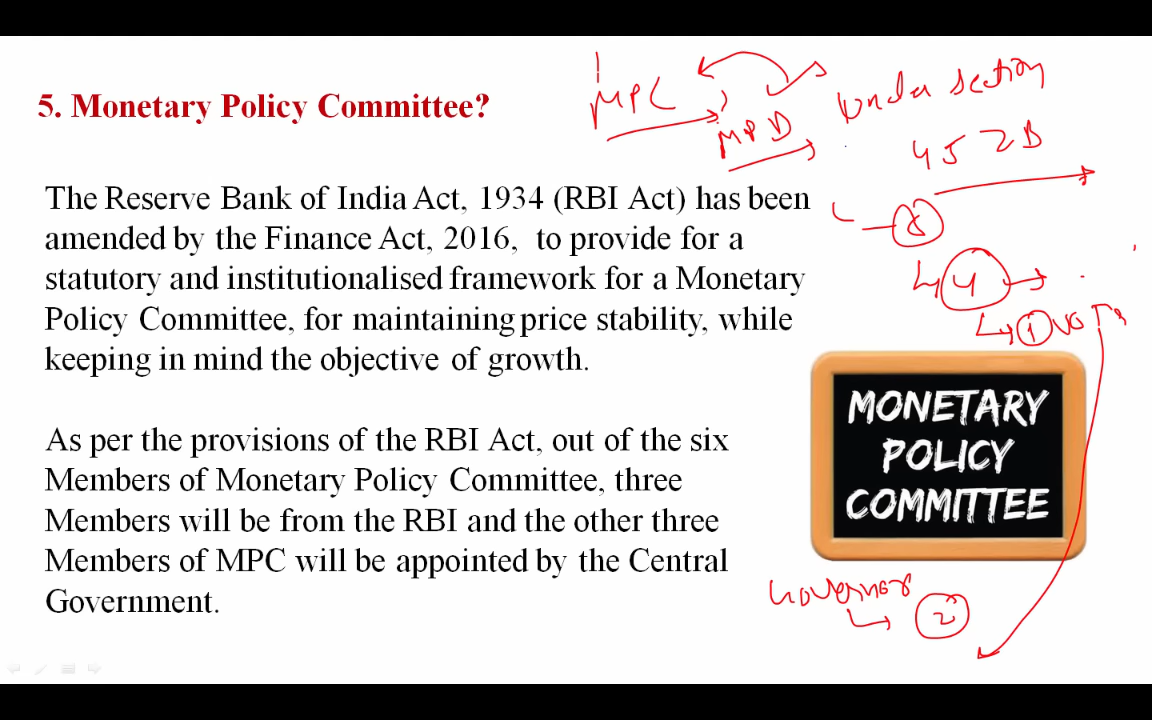 5. Monetary Policy Committee?
MPC
MPD
Under section
45 ZB
The Reserve Bank of India Act, 1934 (RBI Act) has been
amended by the Finance Act, 2016, to provide for a
statutory and institutionalised framework for a Monetary
Policy Committee, for maintaining price stability, while
keeping in mind the objective of growth.
4
1 vote
As per the provisions of the RBI Act, out of the six
Members of Monetary Policy Committee, three
Members will be from the RBI and the other three
Members of MPC will be appointed by the Central
Government.
MONETARY
POLICY
COMMITTEE
Governor
2